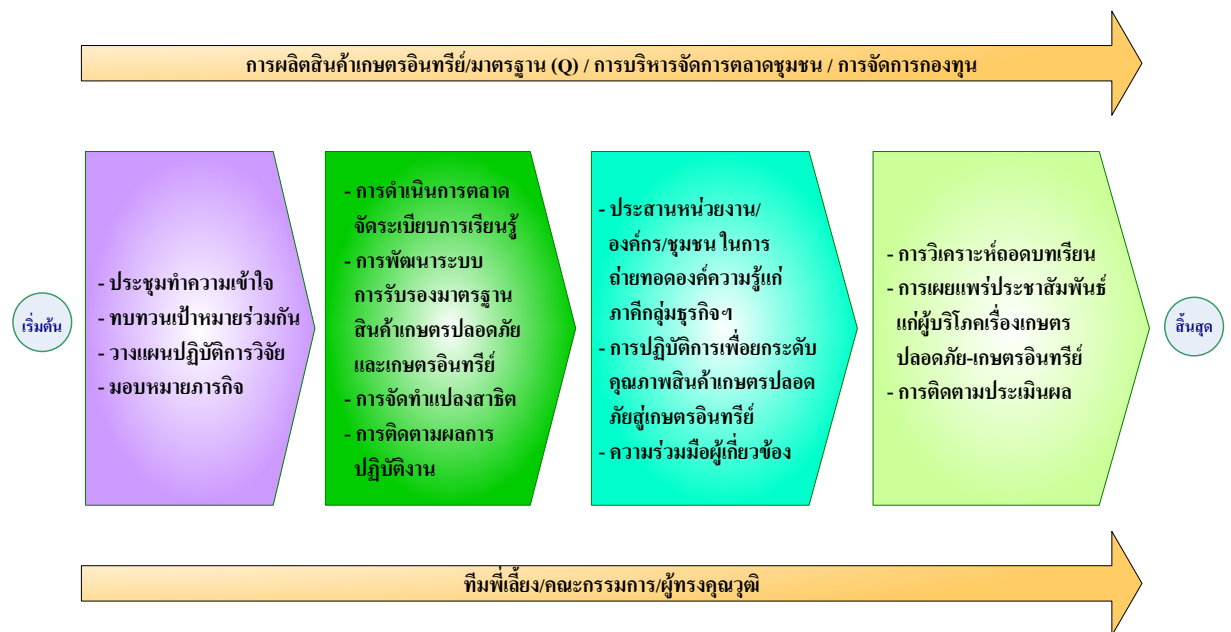 การผลิตสินค้าเกษตรอินทรีย์/มาตรฐาน (Q) / การบริหารจัดการตลาดชุมชน / การจัดการกองทุน
เริ่มต้น
- ประชุมทำความเข้าใจ
- ทบทวนเป้าหมายร่วมกัน
- วางแผนปฏิบัติการวิจัย
- มอบหมายภารกิจ
- การดำเนินการตลาด
จัดระเบียบการเรียนรู้
- การพัฒนาระบบ
การรับรองมาตรฐาน
สินค้าเกษตรปลอดภัย
และเกษตรอินทรีย์
- การจัดทำแปลงสาธิต
- การติดตามผลการ
ปฏิบัติงาน
- ประสานหน่วยงาน/
องค์กร/ชุมชน ในการ
ถ่ายทอดองค์ความรู้แก่
ภาคีกลุ่มธุรกิจฯ
- การปฏิบัติการเพื่อยกระดับ
คุณภาพสินค้าเกษตรปลอด
ภัยสู่เกษตรอินทรีย์
- ความร่วมมือผู้เกี่ยวข้อง
- การวิเคราะห์ถอดบทเรียน
- การเผยแพร่ประชาสัมพันธ์
แก่ผู้บริโภคเรื่องเกษตร
ปลอดภัย-เกษตรอินทรีย์
- การติดตามประเมินผล
สิ้นสุด
ทีมพี่เลี้ยง/คณะกรรมการ/ผู้ทรงคุณวุฒิ